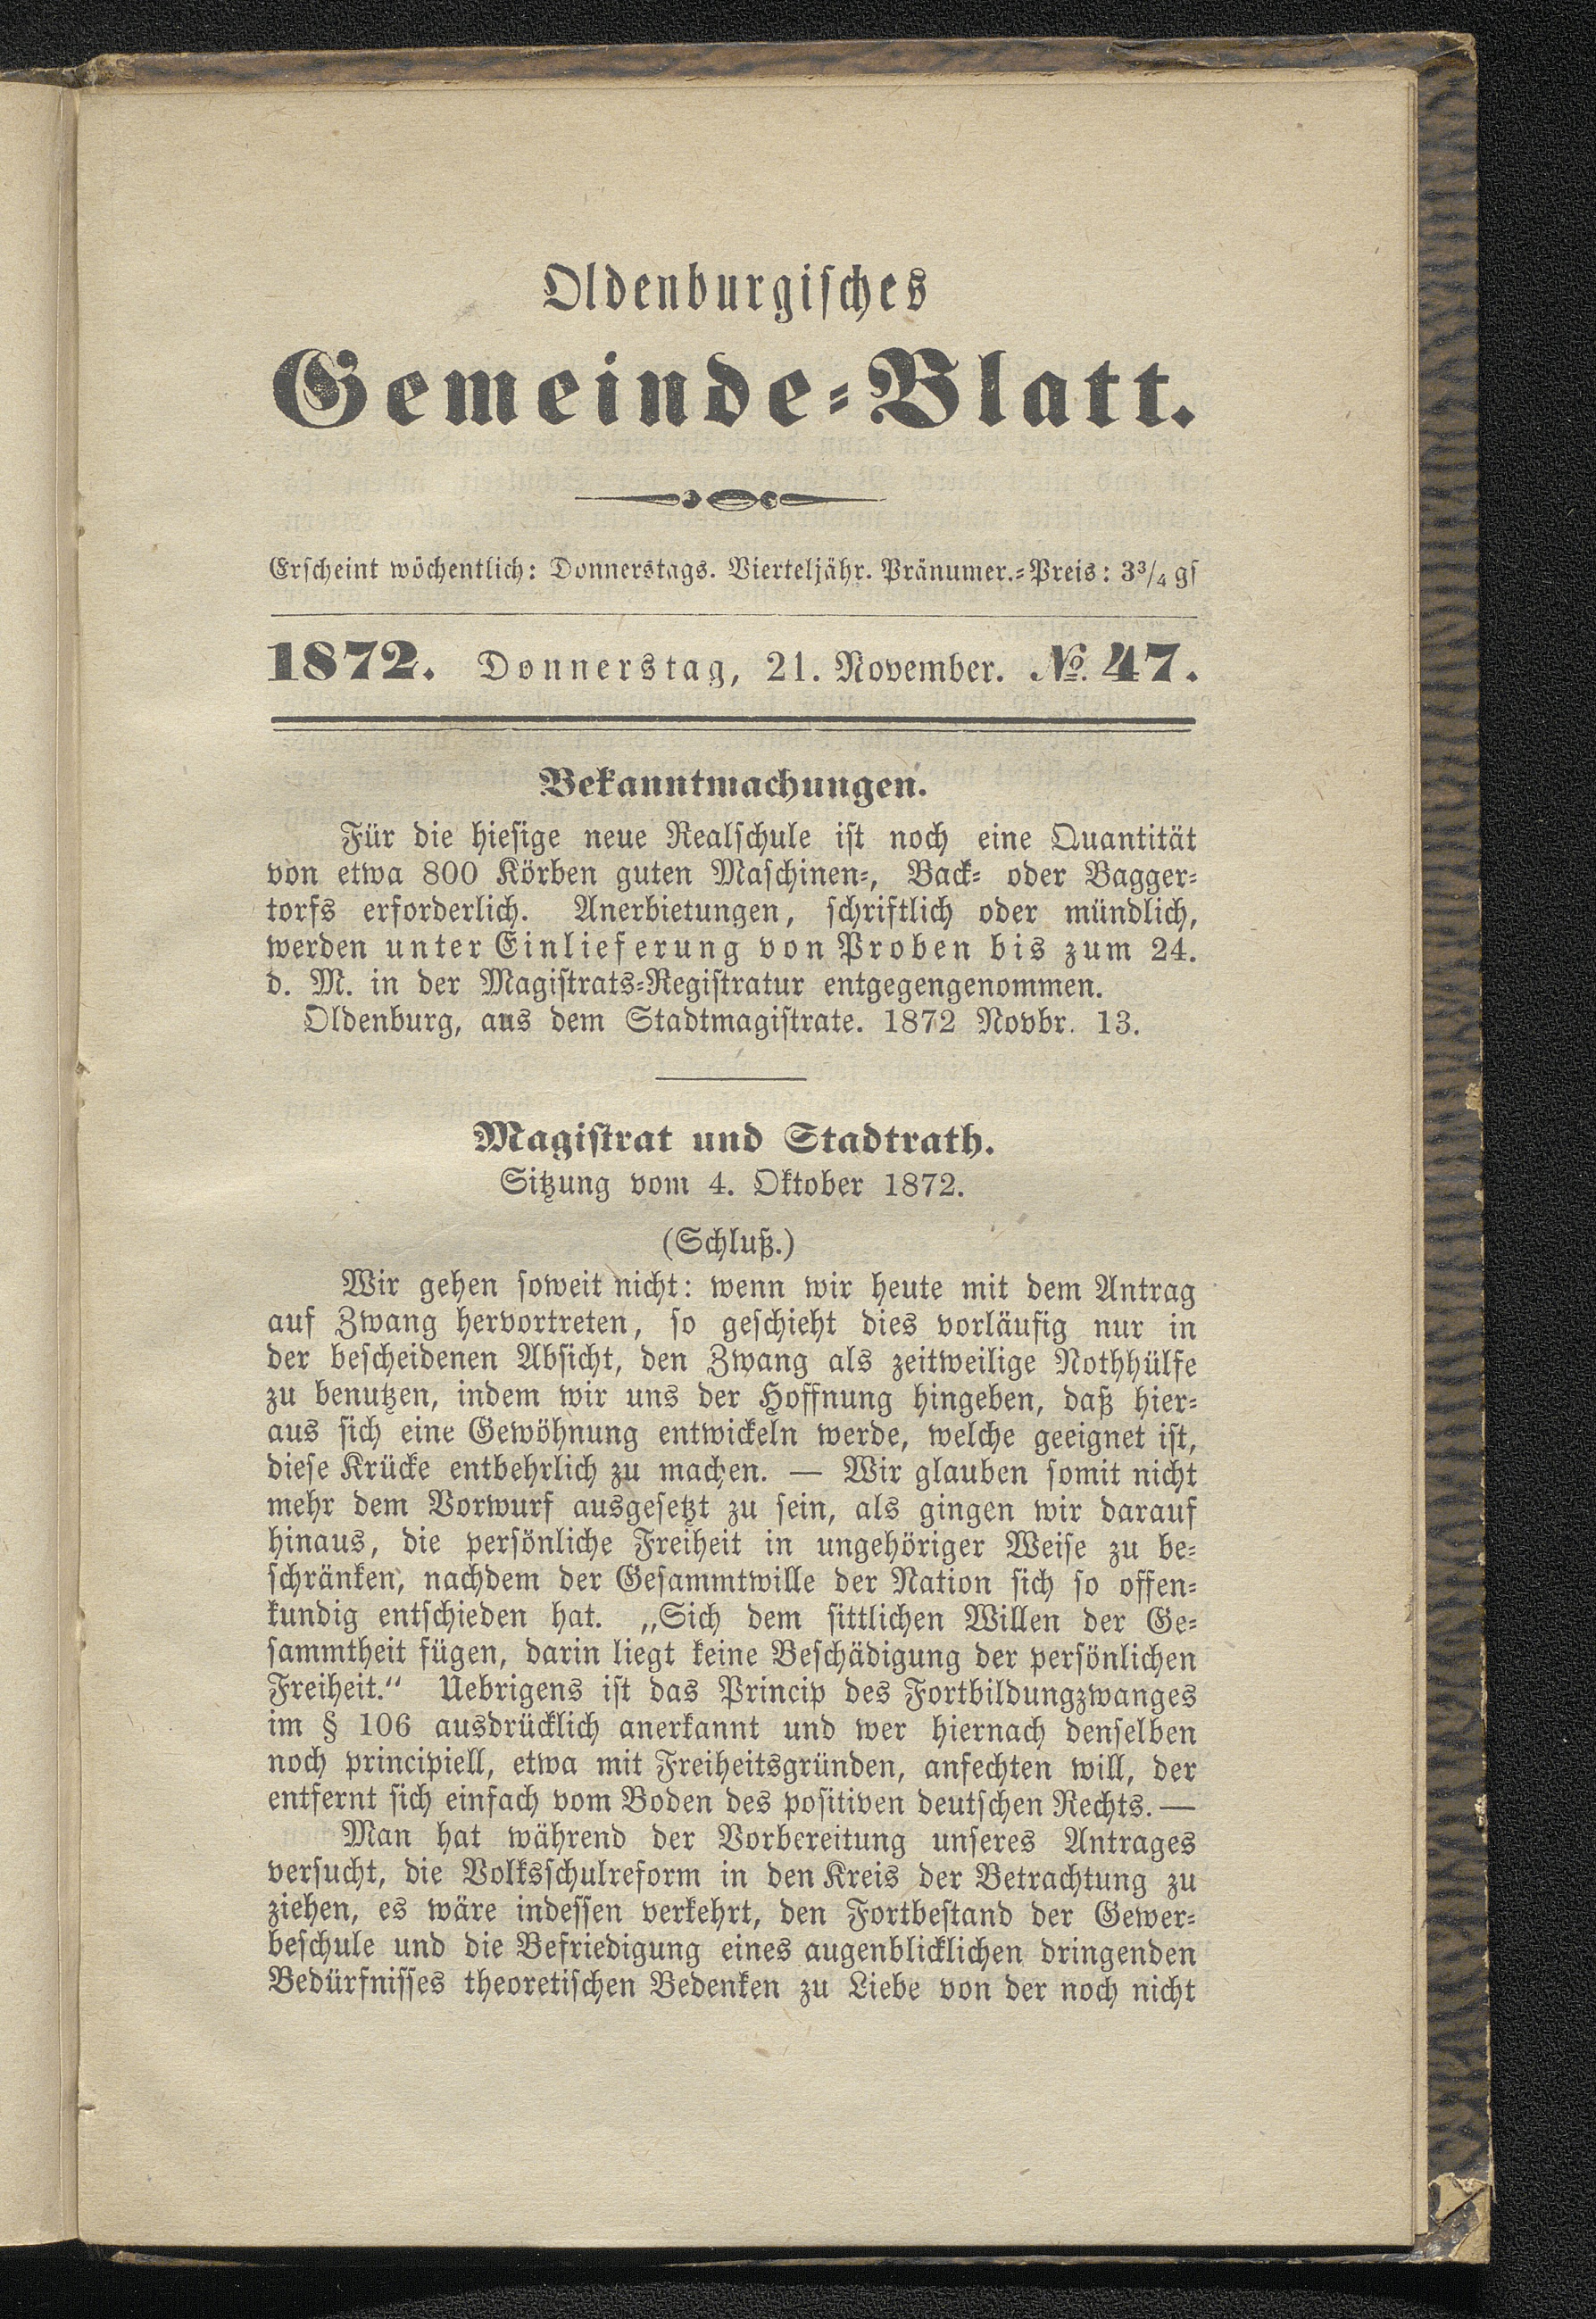 Oldenburgisches
Gemeinde-Blatt.
Erscheint wöchentlich: Donnerstags. Vierteljähr. Pränumer.-Preis: 3¾ gs
1872. Donnerstag, 21. November. No. 47.
Bekanntmachungen.
Für die hiesige neue Realschule ist noch eine Quantität
von etwa 800 Körben guten Maschinen-, Back- oder Bagger-
torfs erforderlich. Anerbietungen, schriftlich oder mündlich,
werden unter Einlieferung von Proben bis zum 24.
d. M. in der Magistrats-Registratur entgegengenommen.
Oldenburg, aus dem Stadtmagistrate. 1872 Novbr. 13.
Magistrat und Stadtrath.
Sitzung vom 4. Oktober 1872.
(Schluß.)
Wir gehen soweit nicht: wenn wir heute mit dem Antrag
auf Zwang hervortreten, so geschieht dies vorläufig nur in
der bescheidenen Absicht, den Zwang als zeitweilige Nothhülfe
zu benutzen, indem wir uns der Hoffnung hingeben, daß hier-
aus sich eine Gewöhnung entwickeln werde, welche geeignet ist,
diese Krücke entbehrlich zu machen. — Wir glauben somit nicht
mehr dem Vorwurf ausgesetzt zu sein, als gingen wir darauf
hinaus, die persönliche Freiheit in ungehöriger Weise zu be-
schränken, nachdem der Gesammtwille der Nation sich so offen-
kundig entschieden hat. „Sich dem sittlichen Willen der Ge-
sammtheit fügen, darin liegt keine Beschädigung der persönlichen
Freiheit.“ Uebrigens ist das Princip des Fortbildungzwanges
im § 106 ausdrücklich anerkannt und wer hiernach denselben
noch principiell, etwa mit Freiheitsgründen, anfechten will, der
entfernt sich einfach vom Boden des positiven deutschen Rechts. —
Man hat während der Vorbereitung unseres Antrages
versucht, die Volksschulreform in den Kreis der Betrachtung zu
ziehen, es wäre indessen verkehrt, den Fortbestand der Gewer-
beschule und die Befriedigung eines augenblicklichen dringenden
Bedürfnisses theoretischen Bedenken zu Liebe von der noch nicht